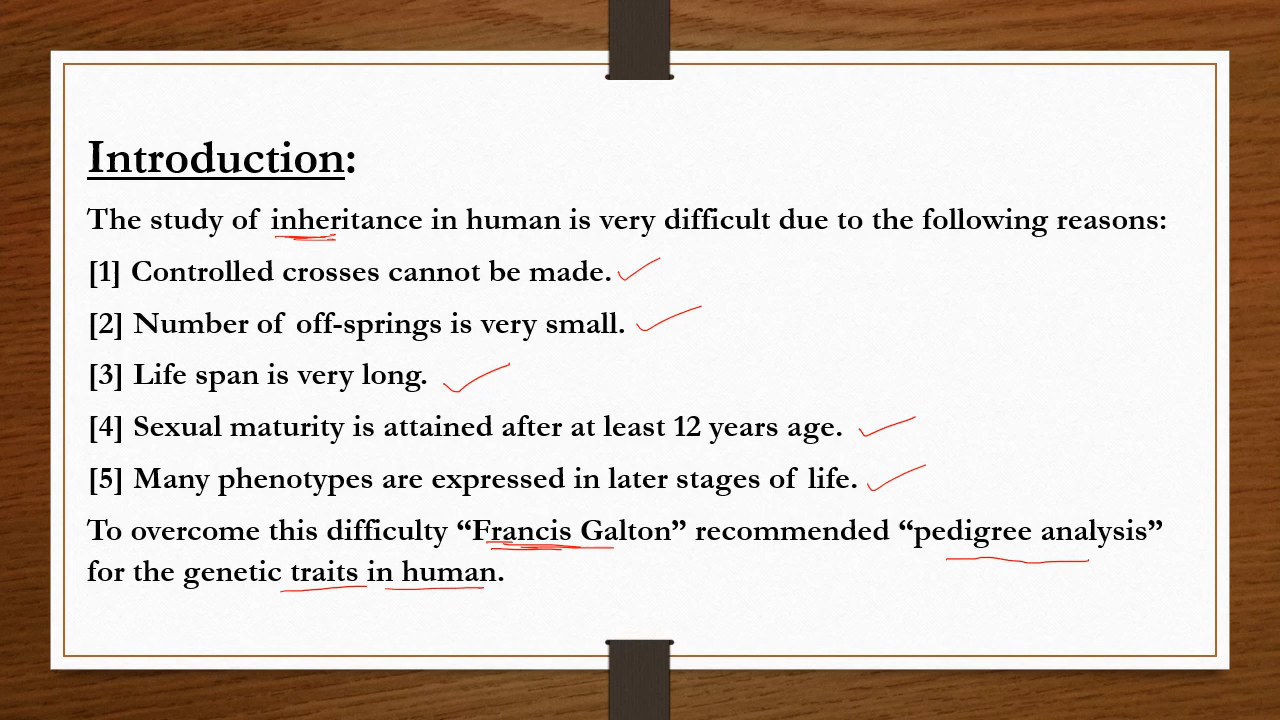 Introduction:
The study of inheritance in human is very difficult due to the following reasons:
[1] Controlled crosses cannot be made.
[2] Number of off-springs is very small.
[3] Life span is very long.
[4] Sexual maturity is attained after at least 12 years age.
[5] Many phenotypes are expressed in later stages of life.
To overcome this difficulty “Francis Galton” recommended “pedigree analysis”
for the genetic traits in human.